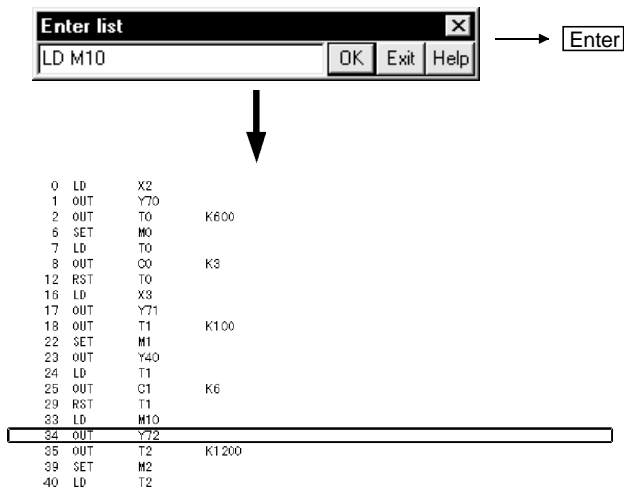 Enter list
LD M10 OK Exit Help
Enter
0 LD X2
1 OUT Y70
2 OUT T0 K600
6 SET M0
7 LD T0
8 OUT C0 K3
12 RST T0
16 LD X3
17 OUT Y71
18 OUT T1 K100
22 SET M1
23 OUT Y40
24 LD T1
25 OUT C1 K6
29 RST T1
33 LD M10
34 OUT Y72
35 OUT T2 K1200
39 SET M2
40 LD T2